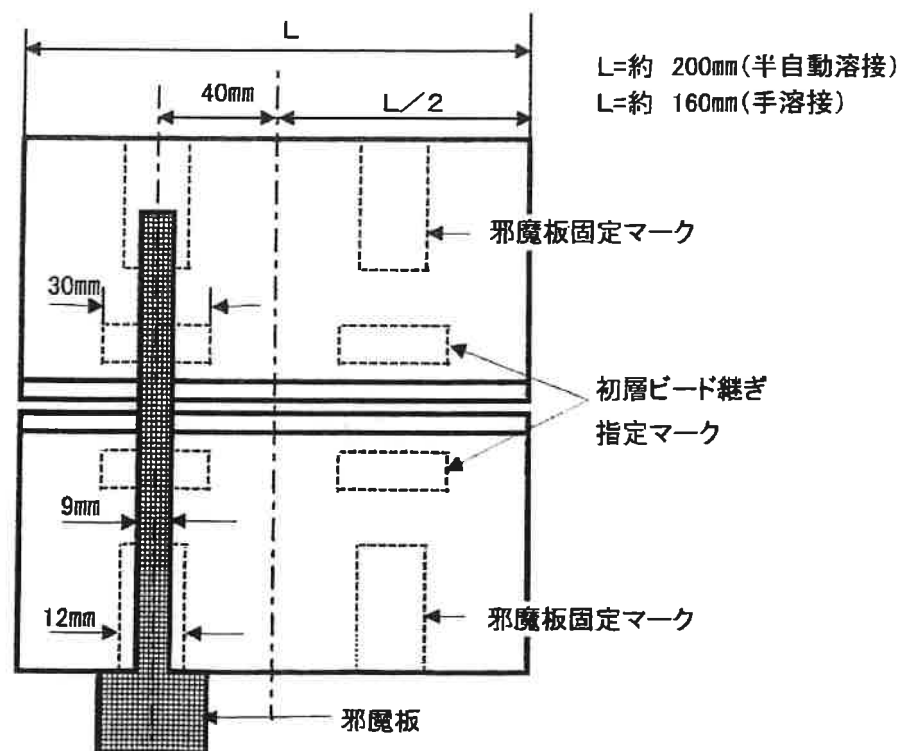 L
L=約 200mm(半自動溶接)
L=約 160mm(手溶接)
40mm
L/2
邪魔板固定マーク
30mm
初層ビード継ぎ
指定マーク
9mm
12mm
邪魔板固定マーク
邪魔板